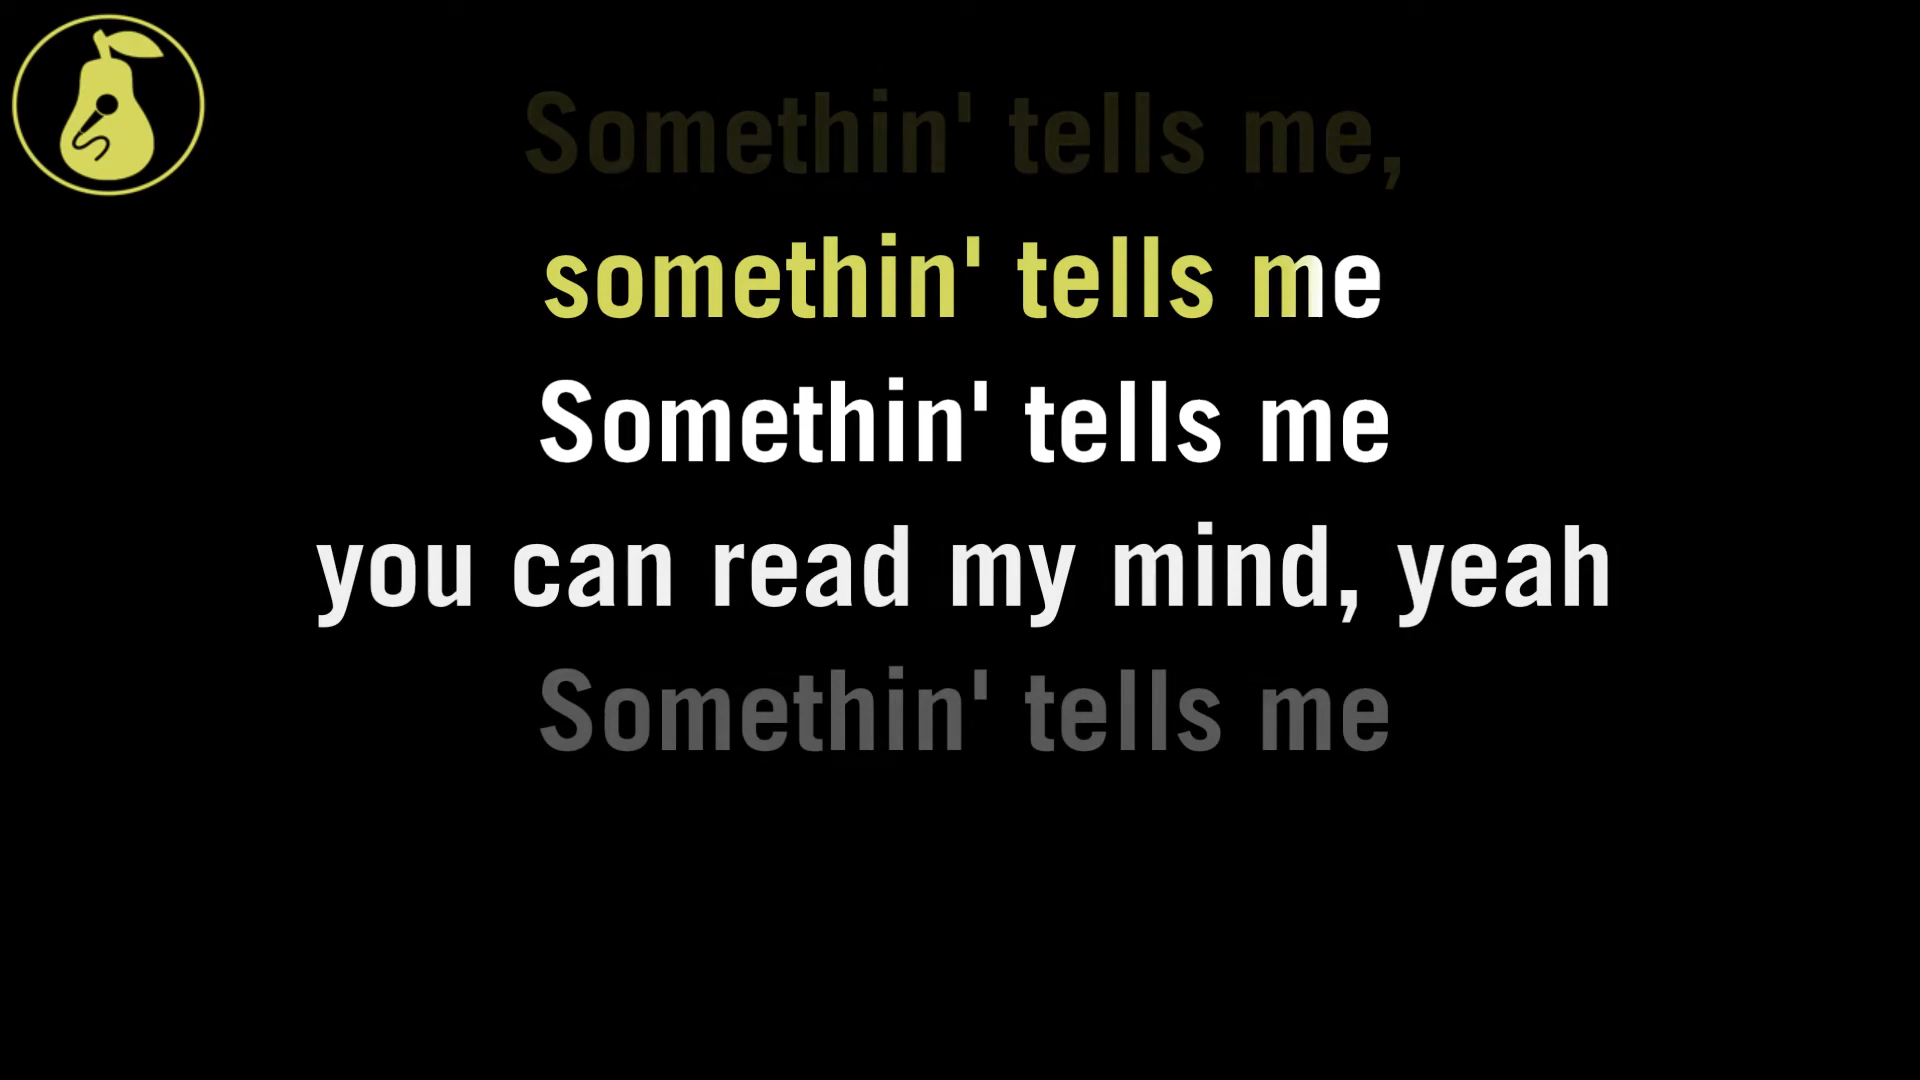 Somethin' tells me,
somethin' tells me
Somethin' tells me
you can read my mind, yeah
Somethin' tells me